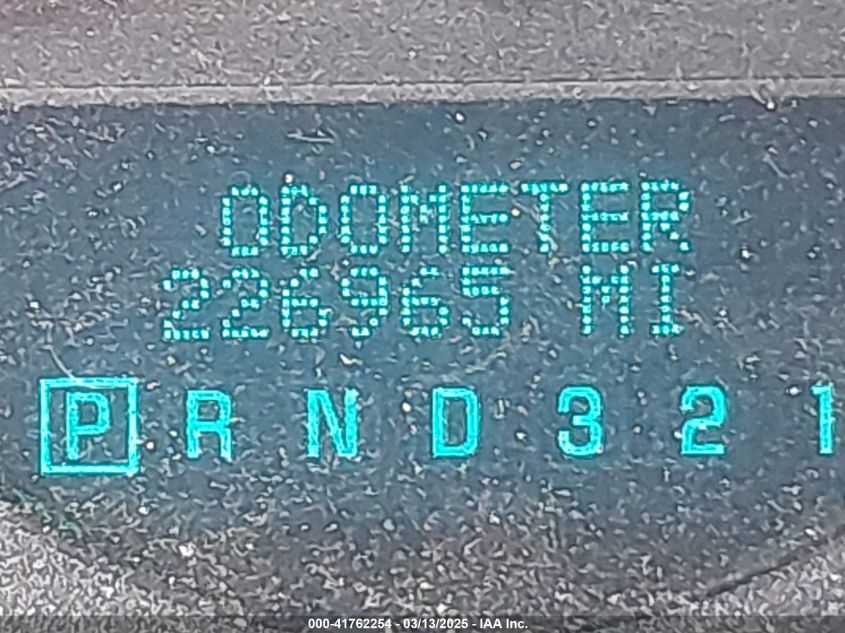 ODOMETER
226965 MI
P R N D 3 2 1
000-41762254 - 03/13/2025 - IAA Inc.